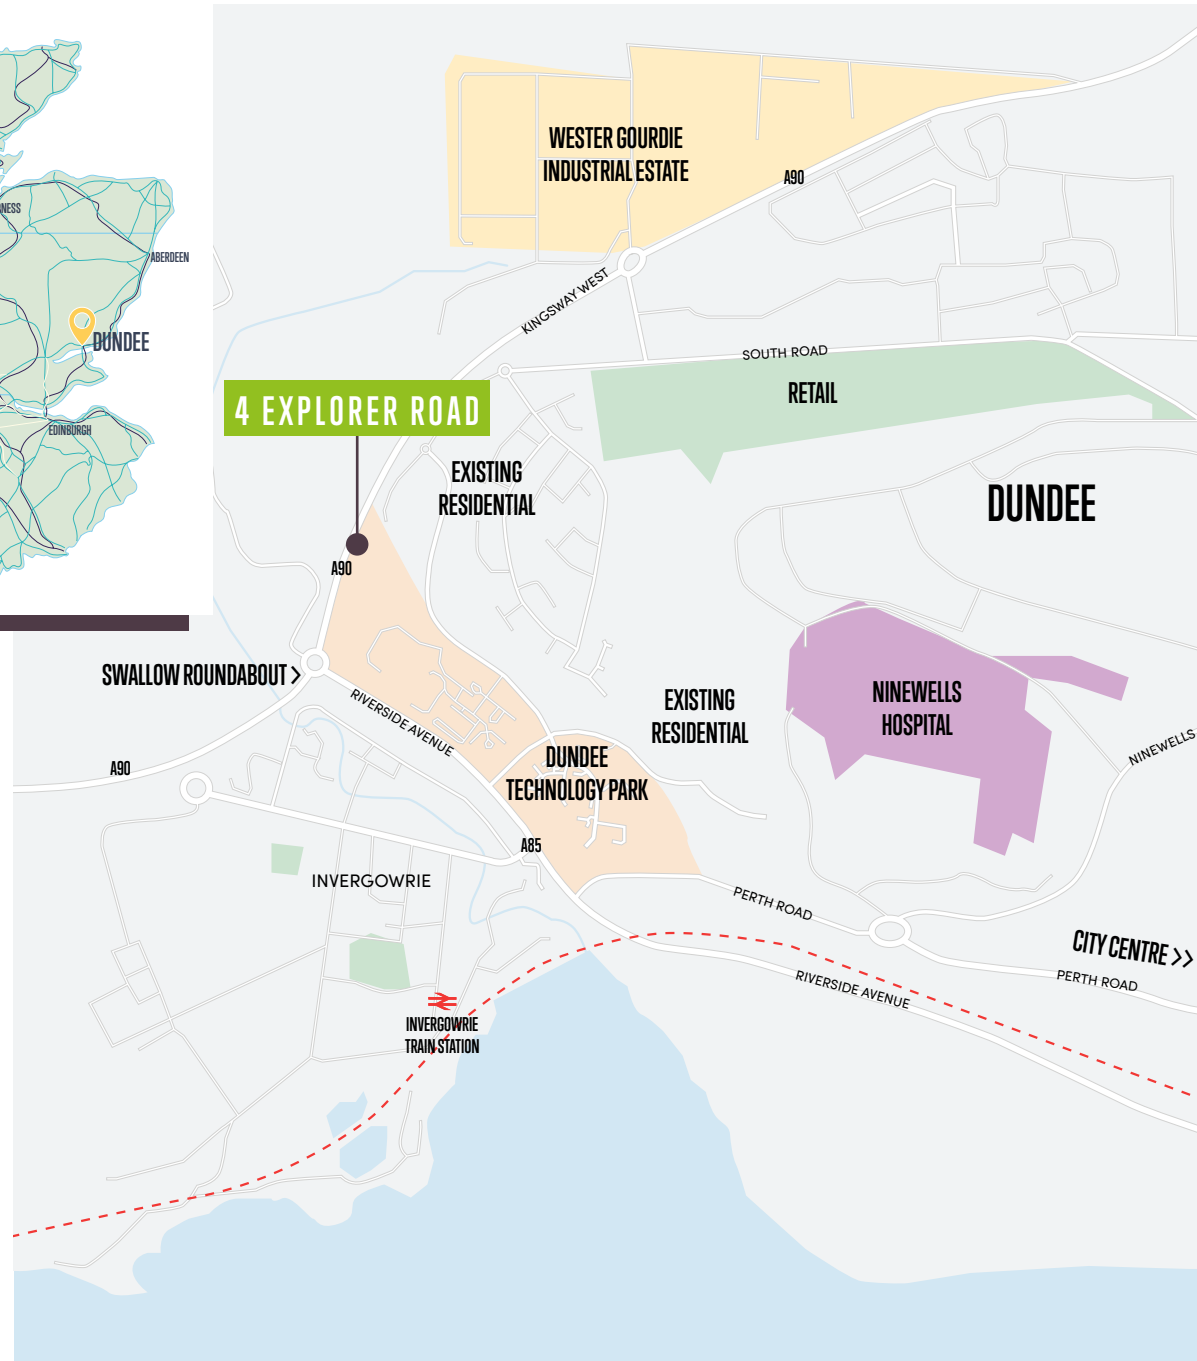 WESTER GOURDIE
INDUSTRIAL ESTATE
A90
NESS
ABERDEEN
KINGSWAY WEST
DUNDEE
SOUTH ROAD
RETAIL
4 EXPLORER ROAD
EDINBURGH
EXISTING
RESIDENTIAL
DUNDEE
A90
SWALLOW ROUNDABOUT >
RIVERSIDE AVENUE
EXISTING
RESIDENTIAL
NINEWELLS
HOSPITAL
NINEWELLS
A90
DUNDEE
TECHNOLOGY PARK
A85
INVERGOWRIE
PERTH ROAD
CITY CENTRE >>
PERTH ROAD
RIVERSIDE AVENUE
INVERGOWRIE
TRAIN STATION